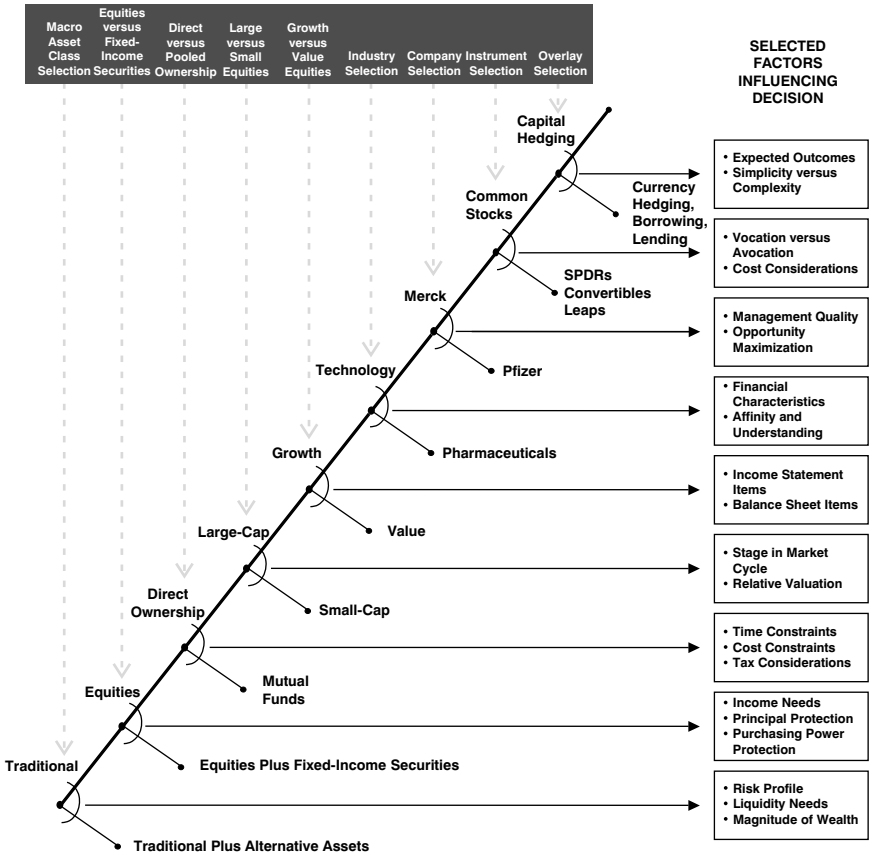 Macro
Asset
Class
Selection
Equities
versus
Fixed-
Income
Securities
Direct
versus
Pooled
Ownership
Large
versus
Small
Equities
Growth
versus
Value
Equities
Industry
Selection
Company
Selection
Instrument
Selection
Overlay
Selection
SELECTED
FACTORS
INFLUENCING
DECISION
Capital
Hedging
Currency
Hedging,
Borrowing,
Lending
• Expected Outcomes
• Simplicity versus
Complexity
Common
Stocks
SPDRs
Convertibles
Leaps
• Vocation versus
Avocation
• Cost Considerations
Merck
Pfizer
• Management Quality
• Opportunity
Maximization
Technology
Pharmaceuticals
• Financial
Characteristics
• Affinity and
Understanding
Growth
Value
• Income Statement
Items
• Balance Sheet Items
Large-Cap
Small-Cap
• Stage in Market
Cycle
• Relative Valuation
Direct
Ownership
Mutual
Funds
• Time Constraints
• Cost Constraints
• Tax Considerations
Equities
Equities Plus Fixed-Income Securities
• Income Needs
• Principal Protection
• Purchasing Power
Protection
Traditional
Traditional Plus Alternative Assets
• Risk Profile
• Liquidity Needs
• Magnitude of Wealth